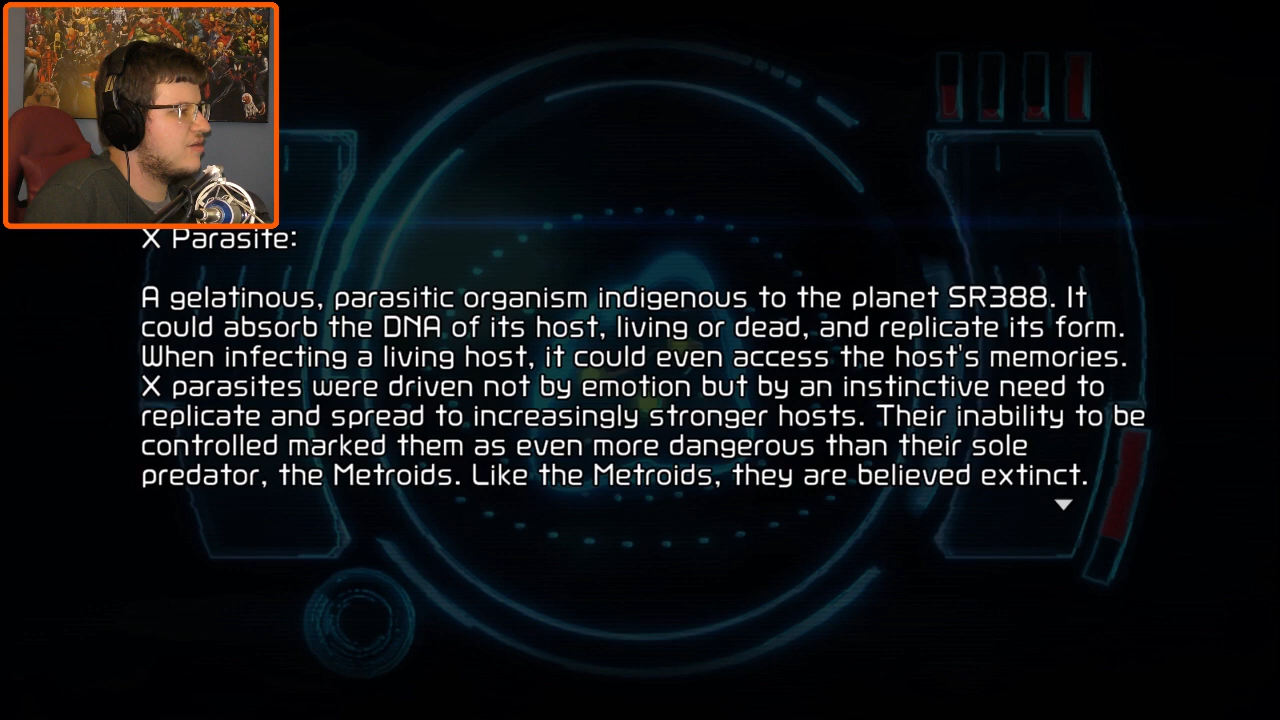 X Parasite:
A gelatinous, parasitic organism indigenous to the planet SR388. It
could absorb the DNA of its host, living or dead, and replicate its form.
When infecting a living host, it could even access the host's memories.
X parasites were driven not by emotion but by an instinctive need to
replicate and spread to increasingly stronger hosts. Their inability to be
controlled marked them as even more dangerous than their sole
predator, the Metroids. Like the Metroids, they are believed extinct.